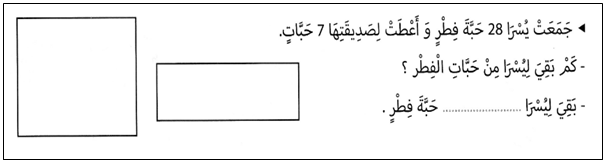 ◂ جَمَعَتْ يُسْرَا 28 حَبَّةَ فِطْرٍ وَ أَعْطَتْ لِصَدِيقَتِهَا 7 حَبَّاتٍ.
- كَمْ بَقِيَ لِيُسْرَا مِنْ حَبَّاتِ الْفِطْرِ ؟
- بَقِيَ لِيُسْرَا ........................ حَبَّةَ فِطْرٍ .